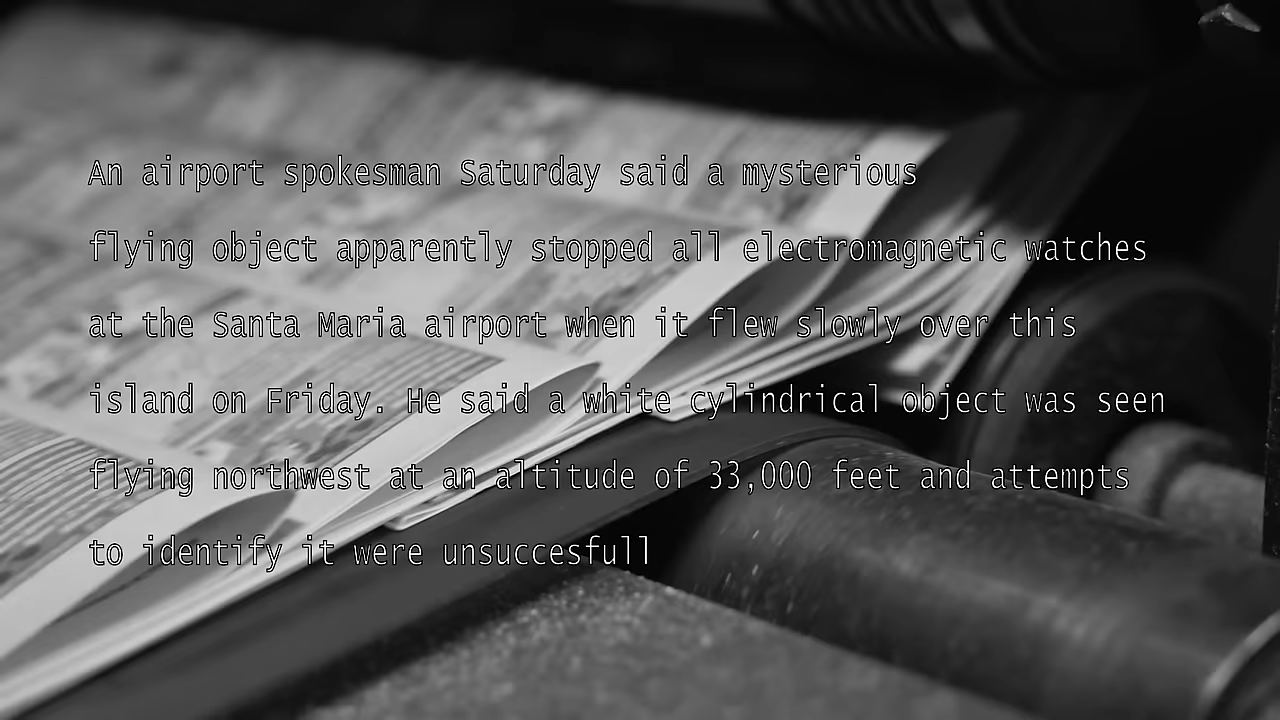 An airport spokesman Saturday said a mysterious
flying object apparently stopped all electromagnetic watches
at the Santa Maria airport when it flew slowly over this
island on Friday. He said a white cylindrical object was seen
flying northwest at an altitude of 33,000 feet and attempts
to identify it were unsuccesfull